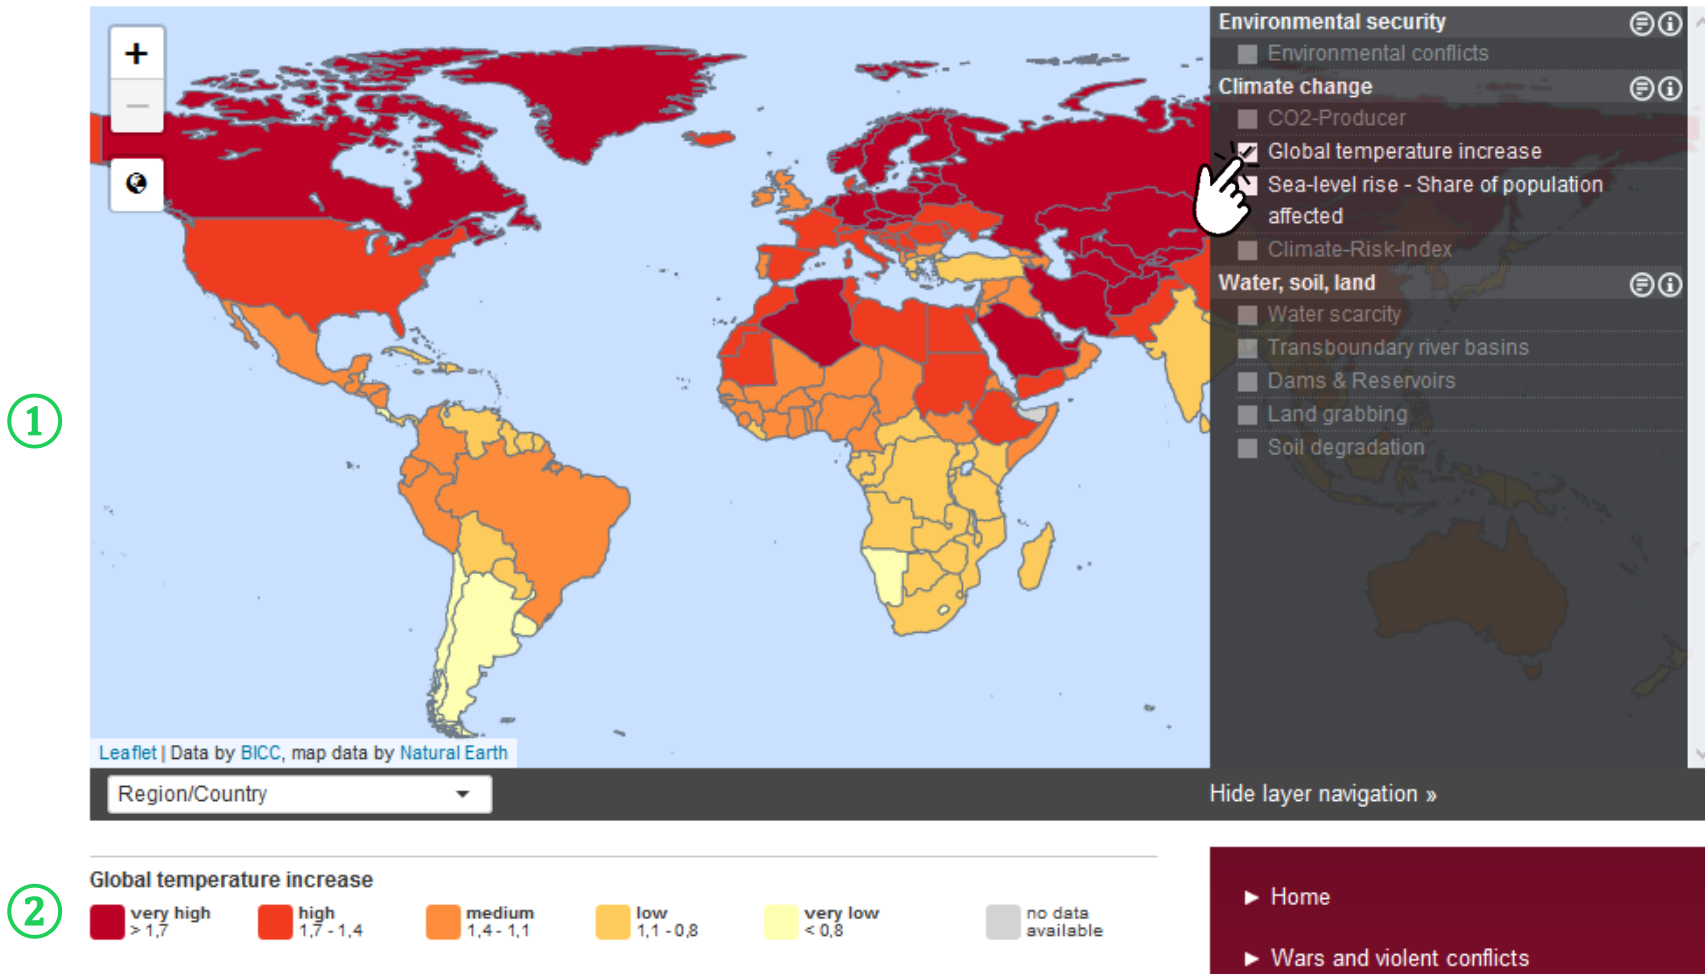 +
−
Environmental security
Environmental conflicts
Climate change
CO2-Producer
Global temperature increase
Sea-level rise - Share of population
affected
Climate-Risk-Index
Water, soil, land
Water scarcity
Transboundary river basins
Dams & Reservoirs
Land grabbing
Soil degradation
1
Leaflet | Data by BICC, map data by Natural Earth
Region/Country
Hide layer navigation »
2
Global temperature increase
very high
> 1,7
high
1,7 - 1,4
medium
1,4 - 1,1
low
1,1 - 0,8
very low
< 0,8
no data
available
► Home
► Wars and violent conflicts